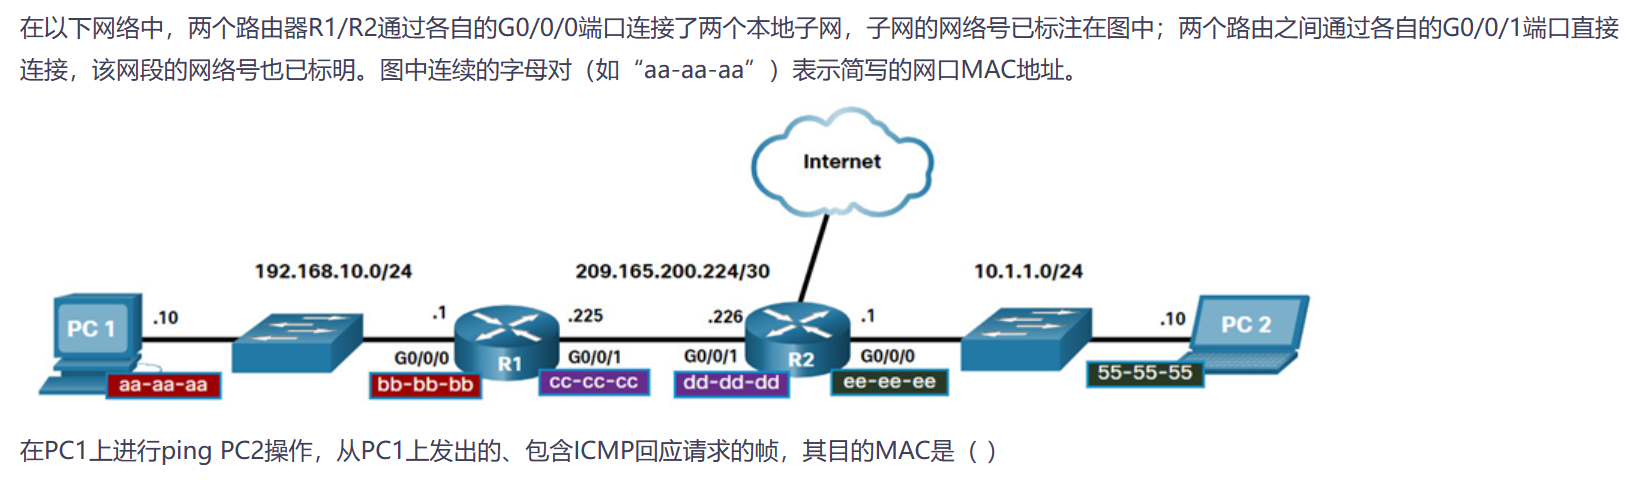 在以下网络中，两个路由器R1/R2通过各自的G0/0/0端口连接了两个本地子网，子网的网络号已标注在图中；两个路由之间通过各自的G0/0/1端口直接
连接，该网段的网络号也已标明。图中连续的字母对（如“aa-aa-aa”）表示简写的网口MAC地址。
Internet
192.168.10.0/24
209.165.200.224/30
10.1.1.0/24
PC 1
.10
.1
.225
.226
.1
.10
PC 2
G0/0/0
R1
G0/0/1
G0/0/1
R2
G0/0/0
aa-aa-aa
bb-bb-bb
cc-cc-cc
dd-dd-dd
ee-ee-ee
55-55-55
在PC1上进行ping PC2操作，从PC1上发出的、包含ICMP回应请求的帧，其目的MAC是（ ）